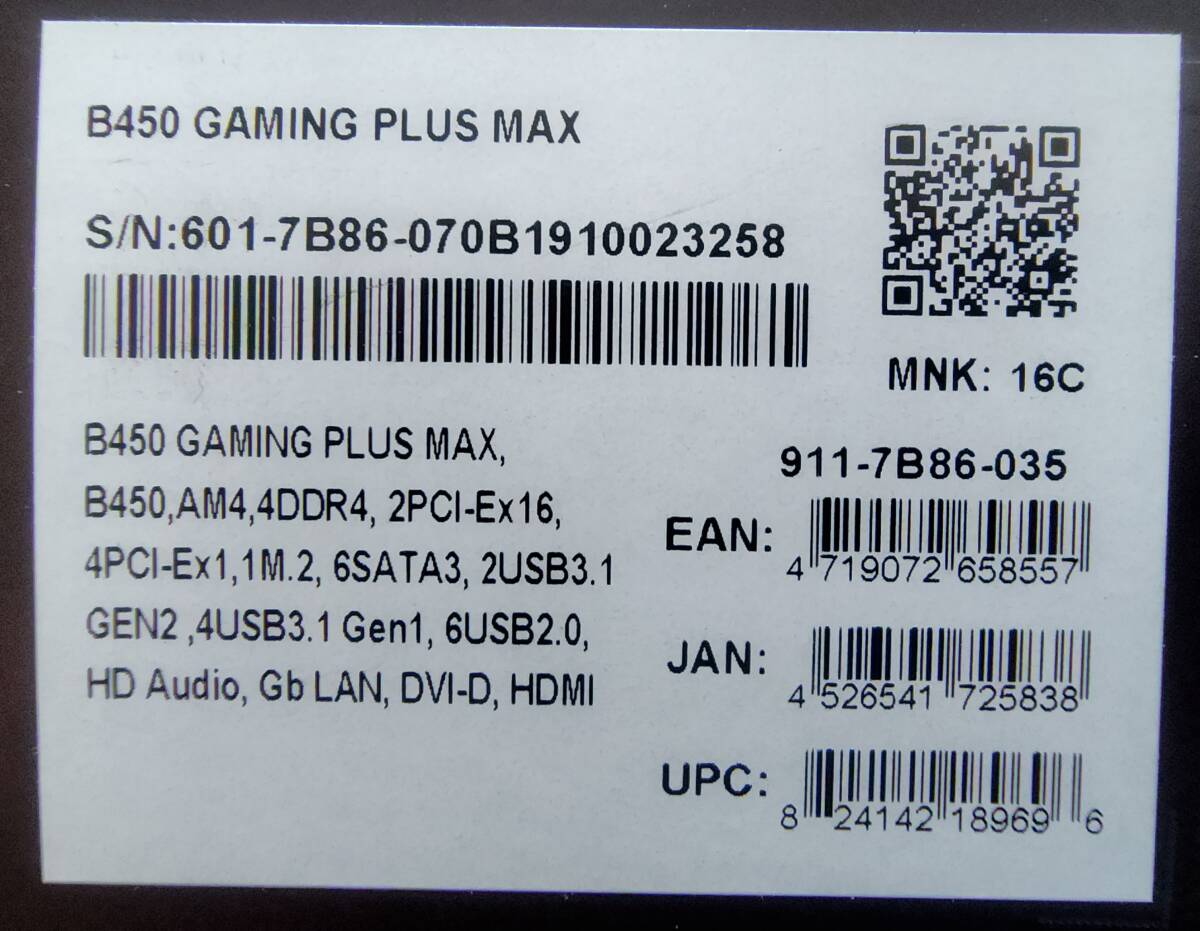 B450 GAMING PLUS MAX
S/N:601-7B86-070B1910023258
MNK: 16C
B450 GAMING PLUS MAX,
B450,AM4,4DDR4, 2PCI-Ex16,
4PCI-Ex1,1M.2, 6SATA3, 2USB3.1
GEN2 ,4USB3.1 Gen1, 6USB2.0,
HD Audio, Gb LAN, DVI-D, HDMI
911-7B86-035
EAN:
4 719072 658557
JAN:
4 526541 725838
UPC:
8 24142 18969 6